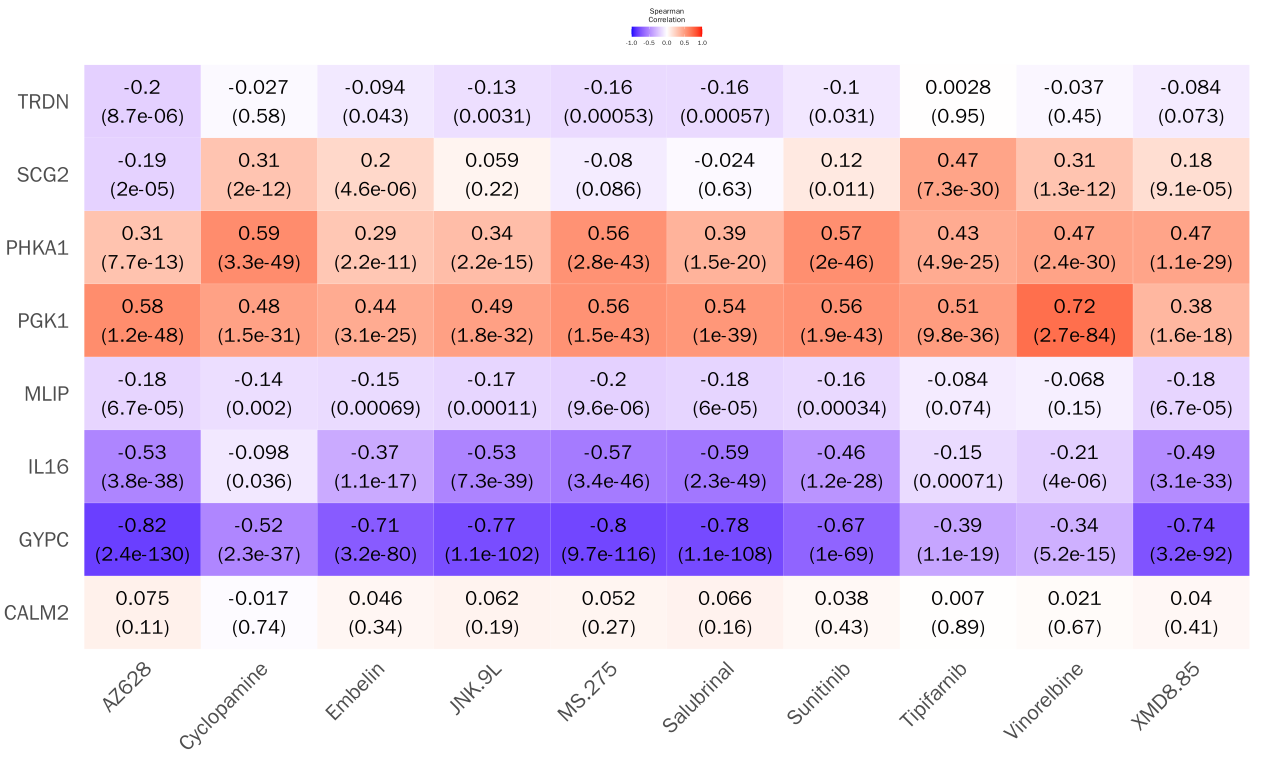 Spearman
Correlation
-1.0 -0.5 0.0 0.5 1.0
TRDN -0.2 -0.027 -0.094 -0.13 -0.16 -0.16 -0.1 0.0028 -0.037 -0.084
(8.7e-06) (0.58) (0.043) (0.0031) (0.00053) (0.00057) (0.031) (0.95) (0.45) (0.073)
SCG2 -0.19 0.31 0.2 0.059 -0.08 -0.024 0.12 0.47 0.31 0.18
(2e-05) (2e-12) (4.6e-06) (0.22) (0.086) (0.63) (0.011) (7.3e-30) (1.3e-12) (9.1e-05)
PHKA1 0.31 0.59 0.29 0.34 0.56 0.39 0.57 0.43 0.47 0.47
(7.7e-13) (3.3e-49) (2.2e-11) (2.2e-15) (2.8e-43) (1.5e-20) (2e-46) (4.9e-25) (2.4e-30) (1.1e-29)
PGK1 0.58 0.48 0.44 0.49 0.56 0.54 0.56 0.51 0.72 0.38
(1.2e-48) (1.5e-31) (3.1e-25) (1.8e-32) (1.5e-43) (1e-39) (1.9e-43) (9.8e-36) (2.7e-84) (1.6e-18)
MLIP -0.18 -0.14 -0.15 -0.17 -0.2 -0.18 -0.16 -0.084 -0.068 -0.18
(6.7e-05) (0.002) (0.00069) (0.00011) (9.6e-06) (6e-05) (0.00034) (0.074) (0.15) (6.7e-05)
IL16 -0.53 -0.098 -0.37 -0.53 -0.57 -0.59 -0.46 -0.15 -0.21 -0.49
(3.8e-38) (0.036) (1.1e-17) (7.3e-39) (3.4e-46) (2.3e-49) (1.2e-28) (0.00071) (4e-06) (3.1e-33)
GYPC -0.82 -0.52 -0.71 -0.77 -0.8 -0.78 -0.67 -0.39 -0.34 -0.74
(2.4e-130) (2.3e-37) (3.2e-80) (1.1e-102) (9.7e-116) (1.1e-108) (1e-69) (1.1e-19) (5.2e-15) (3.2e-92)
CALM2 0.075 -0.017 0.046 0.062 0.052 0.066 0.038 0.007 0.021 0.04
(0.11) (0.74) (0.34) (0.19) (0.27) (0.16) (0.43) (0.89) (0.67) (0.41)
AZ628 Cyclopamine Embelin JNK.9L MS.275 Salubrinal Sunitinib Tipifarnib Vinorelbine XMD8.85